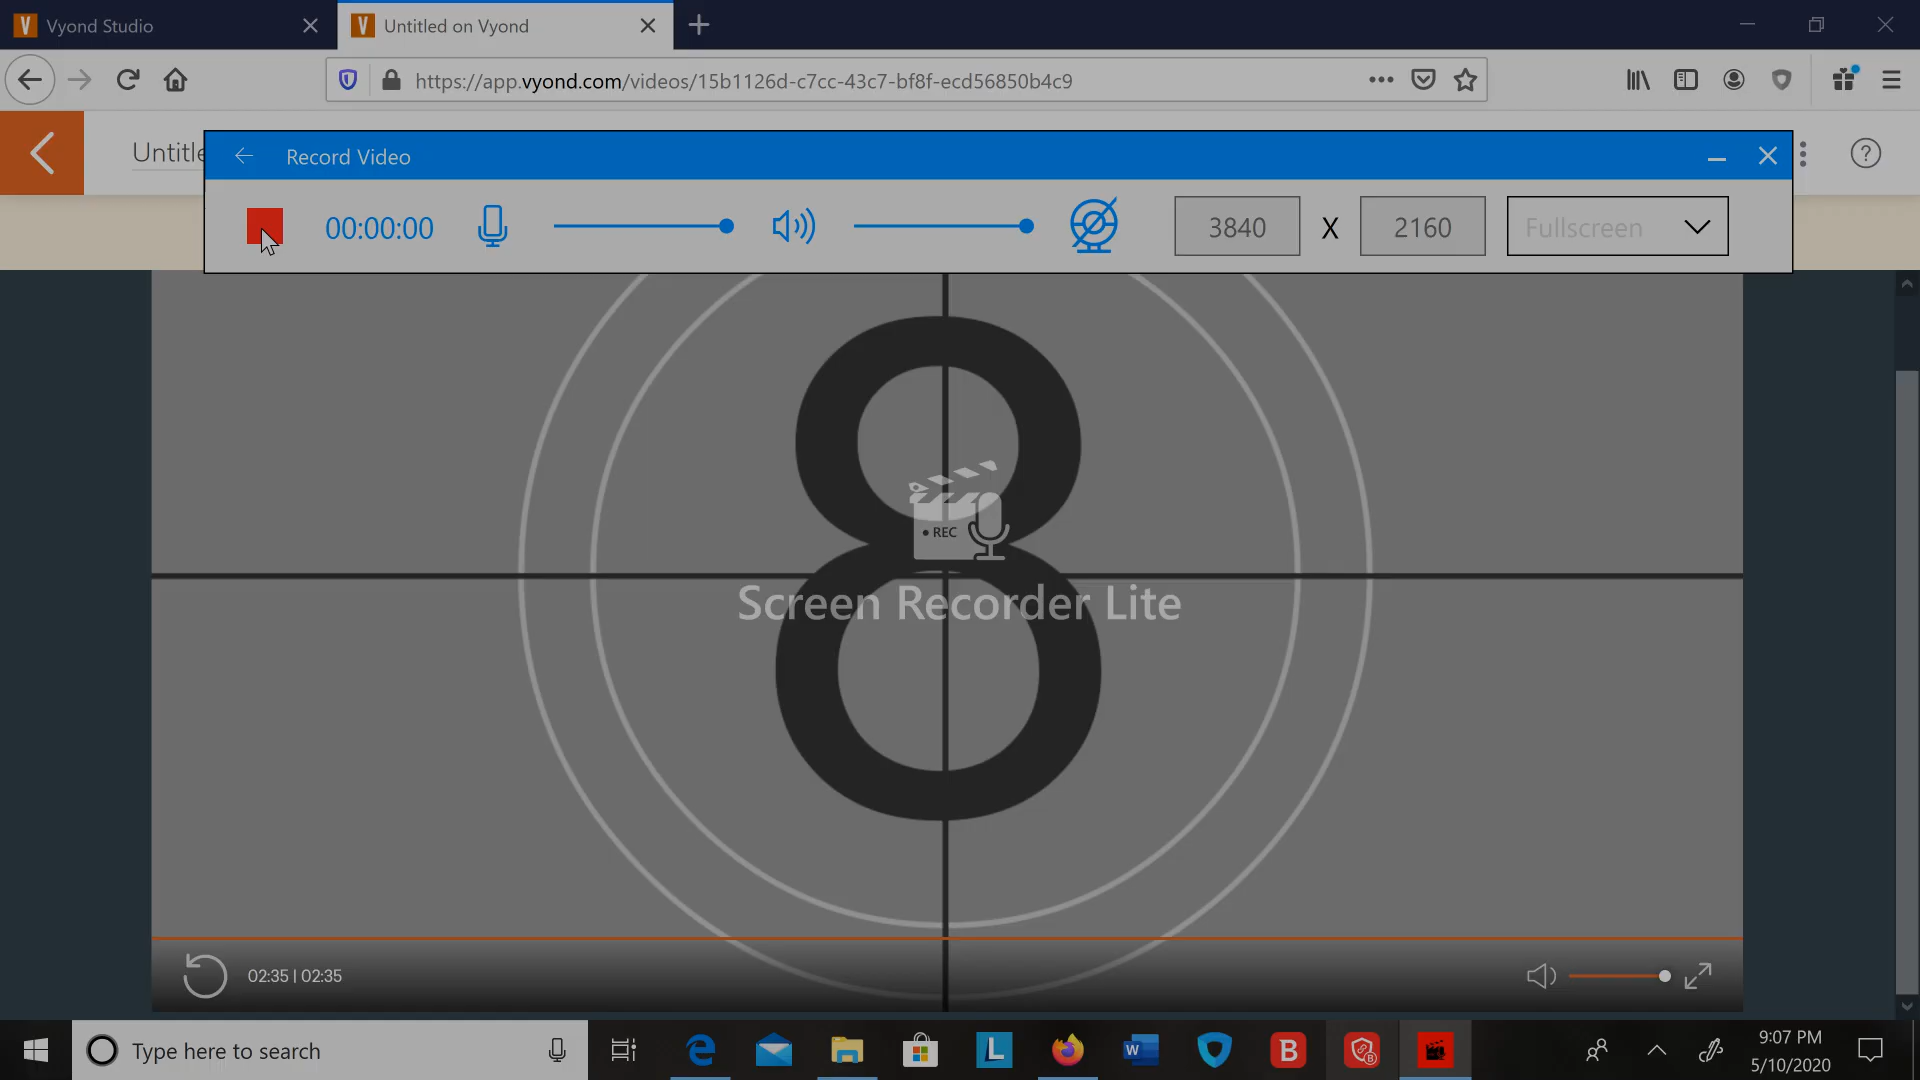 Vyond Studio
Untitled on Vyond
https://app.vyond.com/videos/15b1126d-c7cc-43c7-bf8f-ecd56850b4c9
Untitle
Record Video
00:00:00
3840 X 2160 Fullscreen
8
REC
Screen Recorder Lite
02:35 | 02:35
Type here to search
L
W
B
B
9:07 PM
5/10/2020